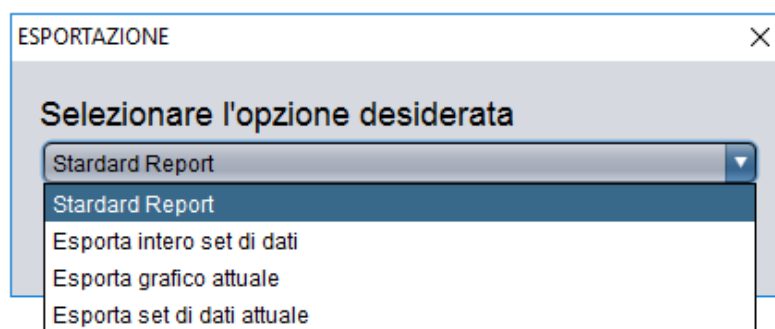 ESPORTAZIONE
Selezionare l'opzione desiderata
Stardard Report
Stardard Report
Esporta intero set di dati
Esporta grafico attuale
Esporta set di dati attuale